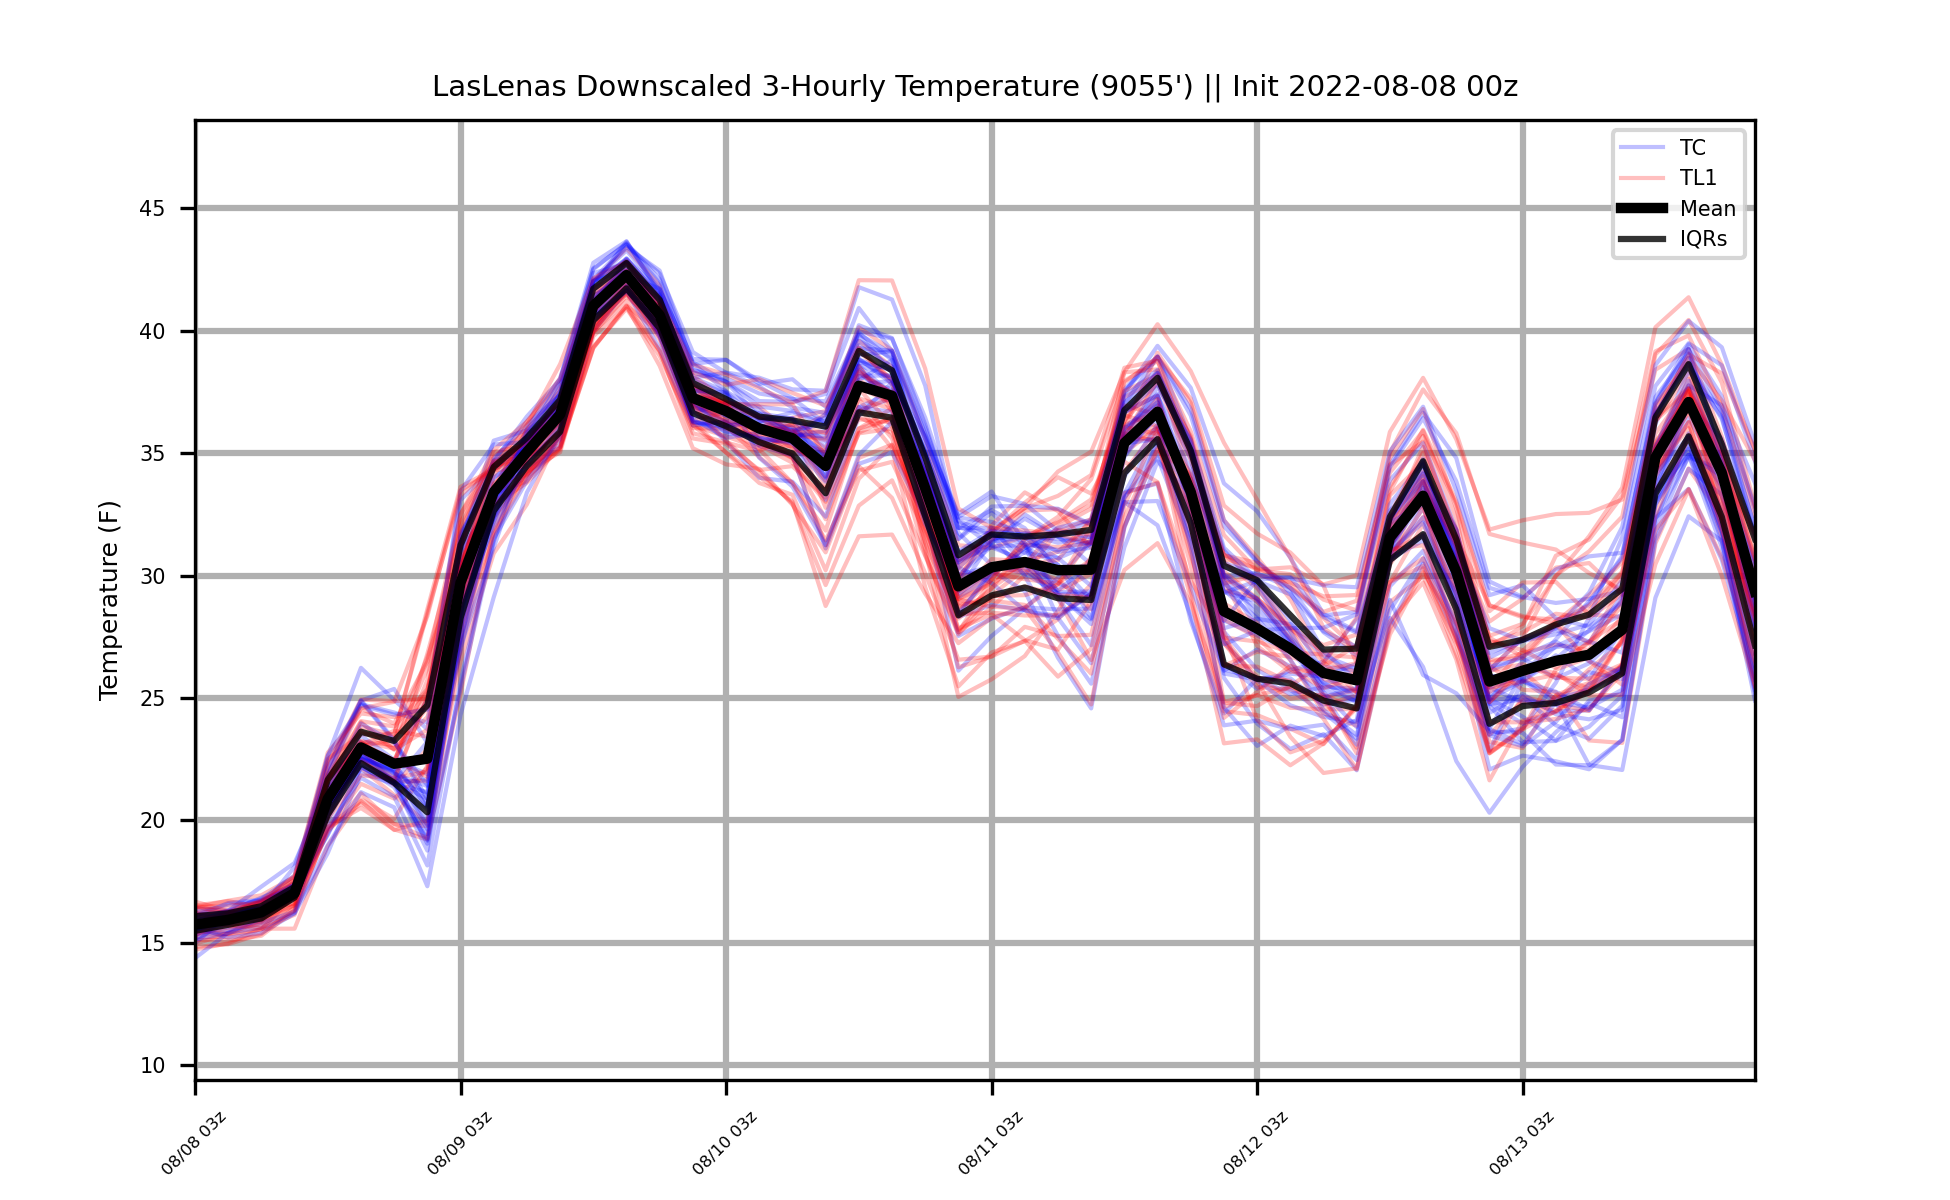 LasLenas Downscaled 3-Hourly Temperature (9055') || Init 2022-08-08 00z
TC
TL1
Mean
IQRs
Temperature (F)
45
40
35
30
25
20
15
10
08/08 03z
08/09 03z
08/10 03z
08/11 03z
08/12 03z
08/13 03z